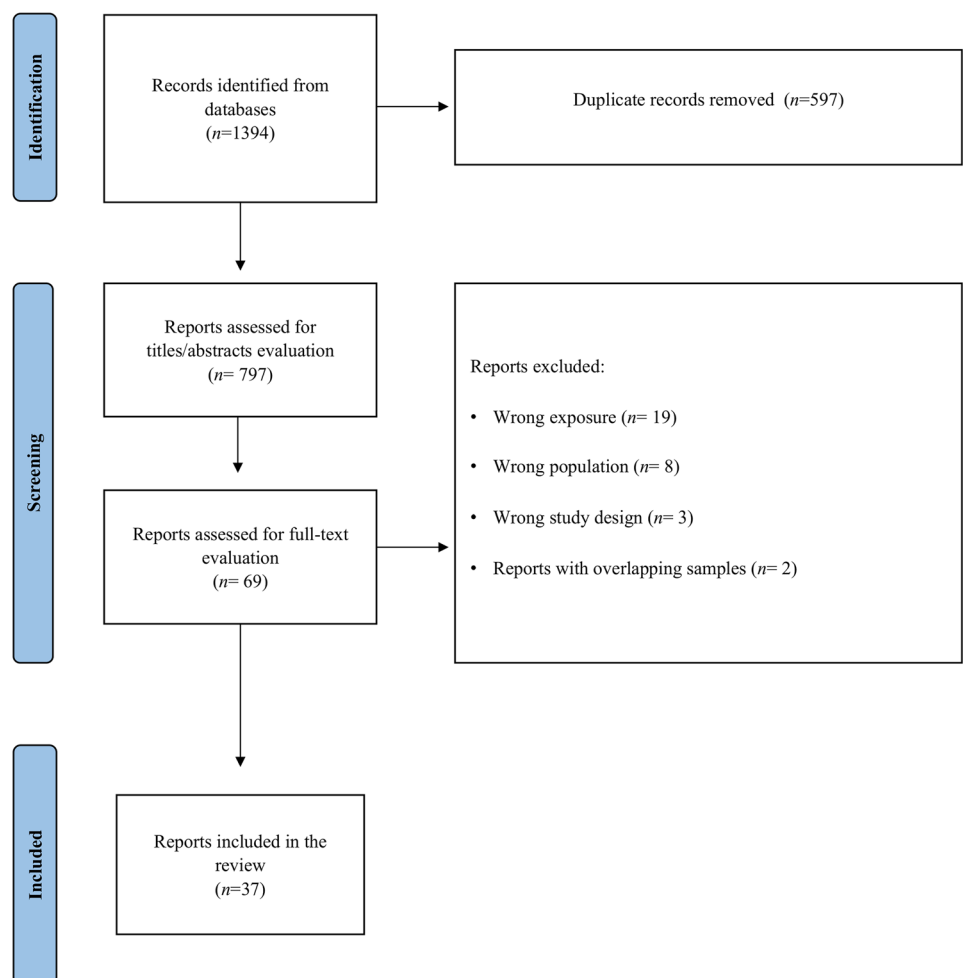 Identification
Records identified from
databases
(n=1394)
Duplicate records removed (n=597)
Screening
Reports assessed for
titles/abstracts evaluation
(n= 797)
Reports assessed for full-text
evaluation
(n= 69)
Reports excluded:
• Wrong exposure (n= 19)
• Wrong population (n= 8)
• Wrong study design (n= 3)
• Reports with overlapping samples (n= 2)
Included
Reports included in the
review
(n=37)